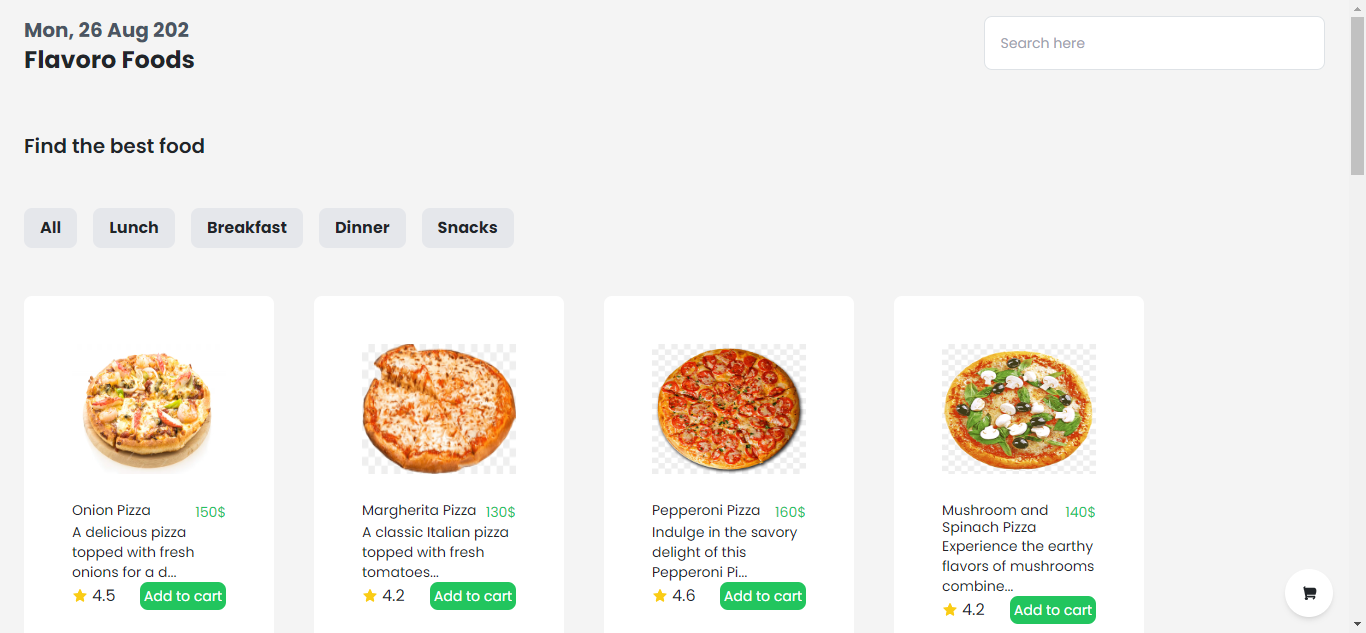 Mon, 26 Aug 202
Flavoro Foods
Search here
Find the best food
All
Lunch
Breakfast
Dinner
Snacks
Onion Pizza
150$
A delicious pizza
topped with fresh
onions for a d...
4.5
Add to cart
Margherita Pizza
130$
A classic Italian pizza
topped with fresh
tomatoes...
4.2
Add to cart
Pepperoni Pizza
160$
Indulge in the savory
delight of this
Pepperoni Pi...
4.6
Add to cart
Mushroom and
Spinach Pizza
140$
Experience the earthy
flavors of mushrooms
combine...
4.2
Add to cart